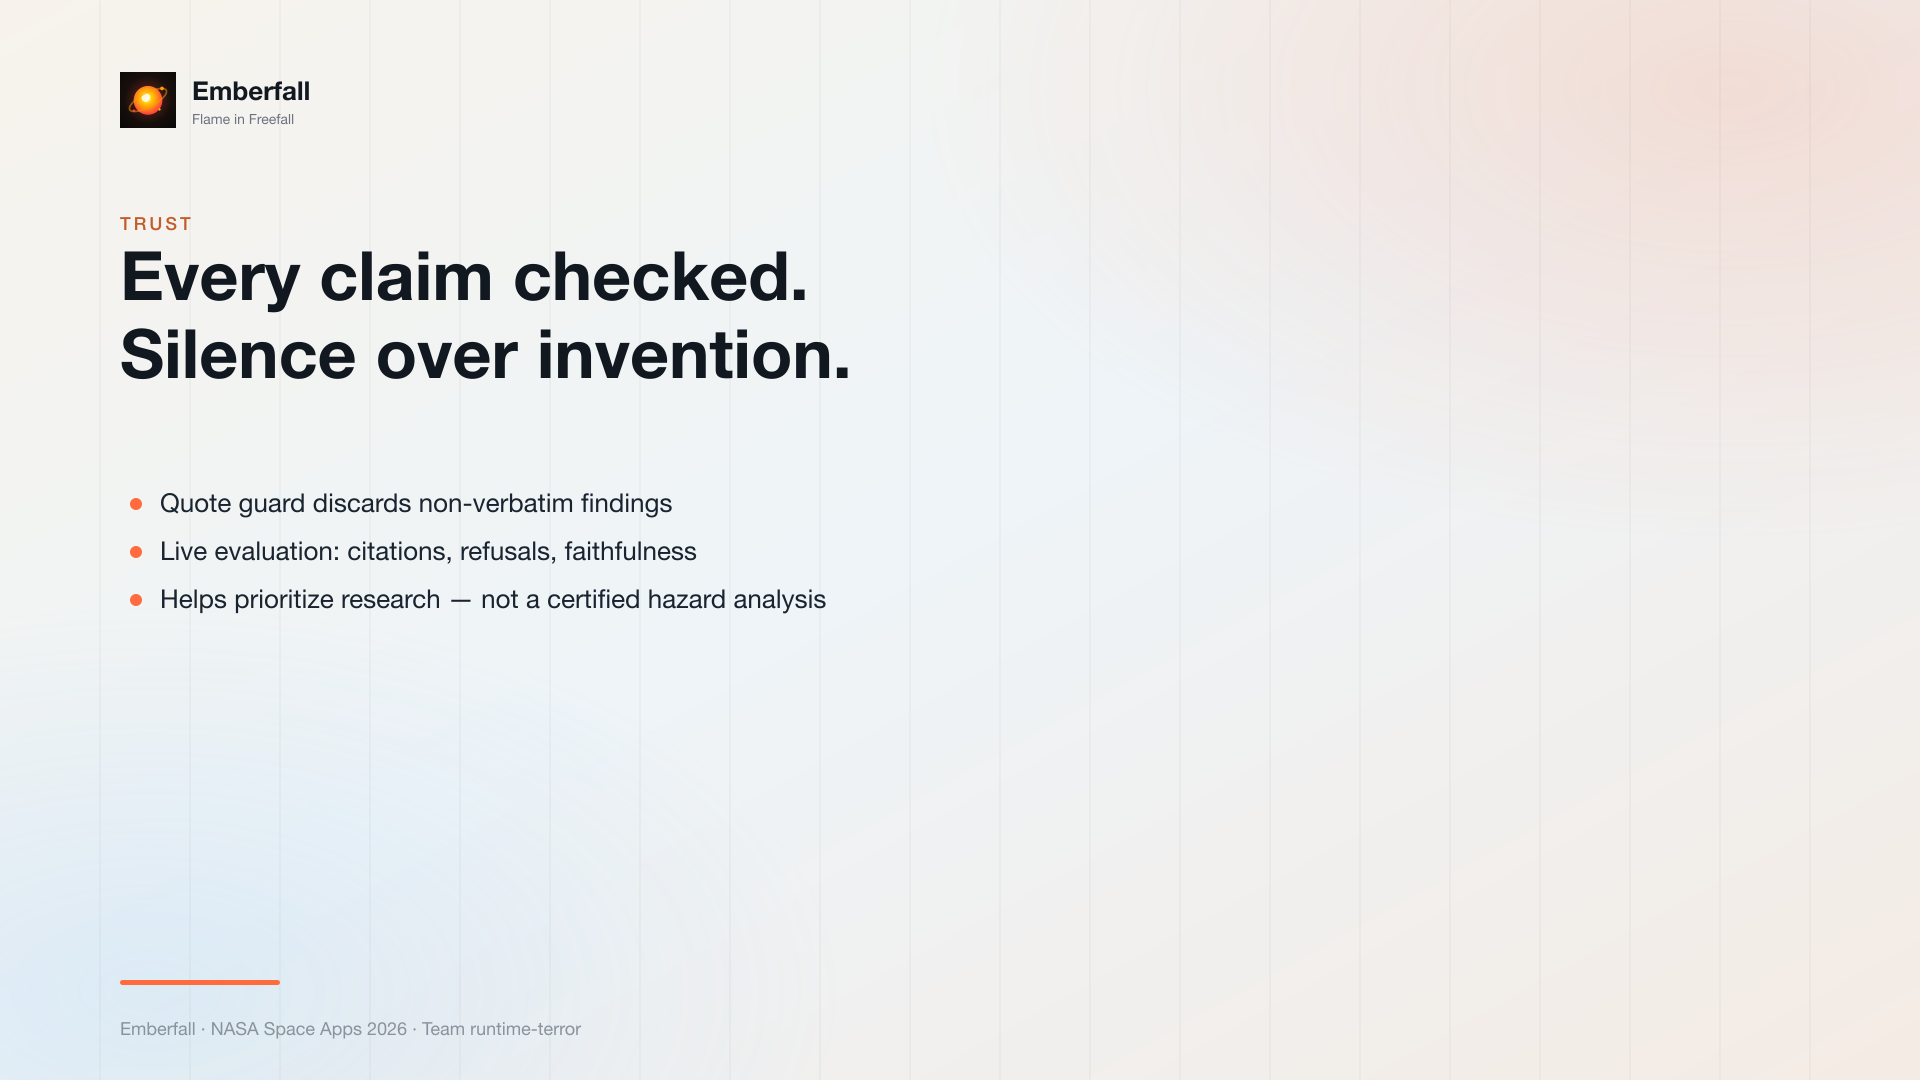 Emberfall
Flame in Freefall
TRUST
Every claim checked.
Silence over invention.
Quote guard discards non-verbatim findings
Live evaluation: citations, refusals, faithfulness
Helps prioritize research — not a certified hazard analysis
Emberfall · NASA Space Apps 2026 · Team runtime-terror